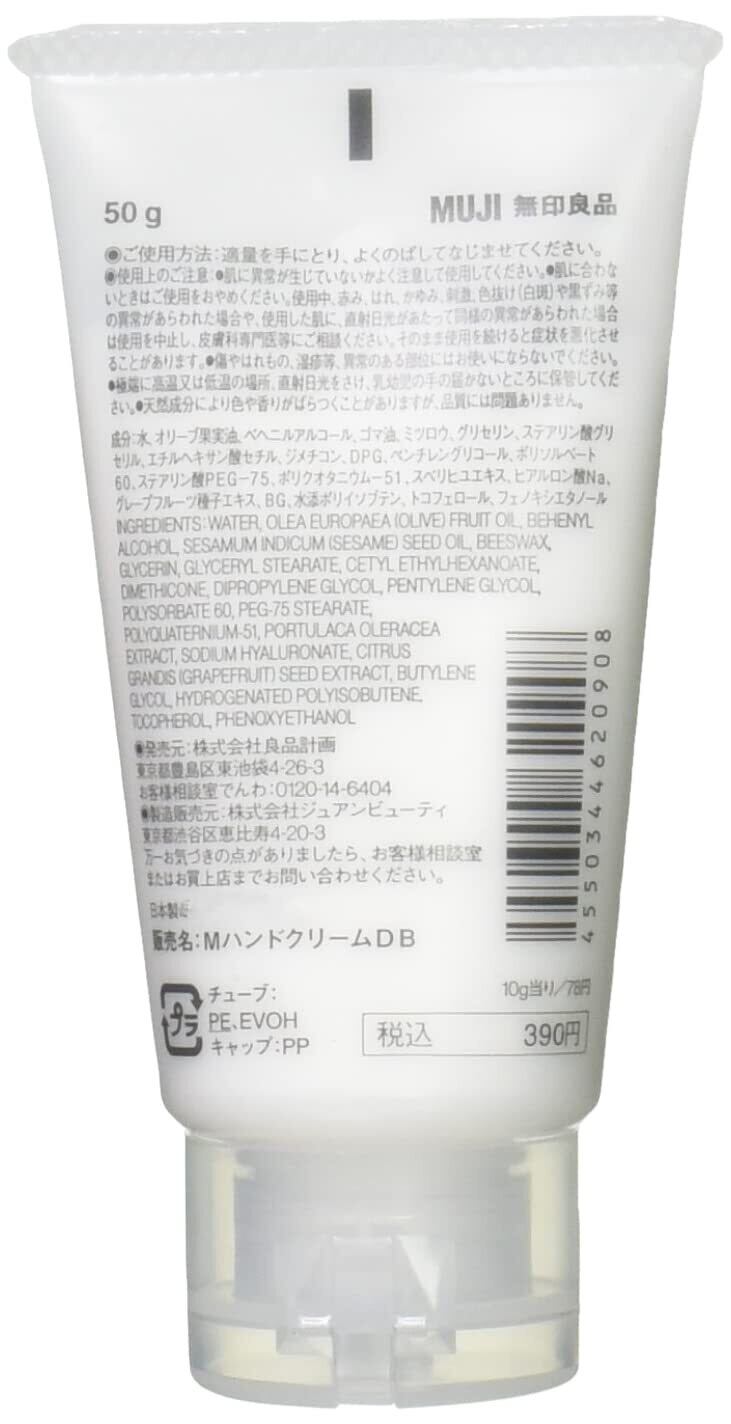 50g
MUJI 無印良品
◉ご使用方法:適量を手にとり、よくのばしてなじませてください。
◉使用上のご注意:●肌に異常が生じていないかよく注意して使用してください。●肌に合わな
いときはご使用をおやめください。使用中、赤み、はれ、かゆみ、刺激、色抜け(白斑)や黒ずみ等
の異常があらわれた場合や、使用した肌に、直射日光があたって同様の異常があらわれた場合
は使用を中止し、皮膚科専門医等にご相談ください。そのまま使用を続けると症状を悪化させ
ることがあります。●傷やはれもの、湿疹等、異常のある部位にはお使いにならないでください。
●極端に高温又は低温の場所、直射日光をさけ、乳幼児の手の届かないところに保管してくだ
さい。●天然成分により色や香りがばらつくことがありますが、品質には問題ありません。
成分:水、オリーブ果実油、ベヘニルアルコール、ゴマ油、ミツロウ、グリセリン、ステアリン酸グリ
セリル、エチルヘキサン酸セチル、ジメチコン、DPG、ペンチレングリコール、ポリソルベート
60、ステアリン酸PEG-75、ポリクオタニウム-51、スベリヒユエキス、ヒアルロン酸Na、
グレープフルーツ種子エキス、BG、水添ポリイソブテン、トコフェロール、フェノキシエタノール
INGREDIENTS:WATER, OLEA EUROPAEA (OLIVE) FRUIT OIL, BEHENYL
ALCOHOL, SESAMUM INDICUM (SESAME) SEED OIL, BEESWAX,
GLYCERIN, GLYCERYL STEARATE, CETYL ETHYLHEXANOATE,
DIMETHICONE, DIPROPYLENE GLYCOL, PENTYLENE GLYCOL,
POLYSORBATE 60, PEG-75 STEARATE,
POLYQUATERNIUM-51, PORTULACA OLERACEA
EXTRACT, SODIUM HYALURONATE, CITRUS
GRANDIS (GRAPEFRUIT) SEED EXTRACT, BUTYLENE
GLYCOL, HYDROGENATED POLYISOBUTENE,
TOCOPHEROL, PHENOXYETHANOL
◉発売元:株式会社良品計画
東京都豊島区東池袋4-26-3
お客様相談室でんわ:0120-14-6404
◉製造販売元:株式会社ジュアンビューティ
東京都渋谷区恵比寿4-20-3
万一お気づきの点がありましたら、お客様相談室
またはお買上店までお問い合わせください。
日本製
販売名:MハンドクリームDB
4550344620908
10g当り/78円
プラ
チューブ:
PE、EVOH
キャップ:PP
税込 390円